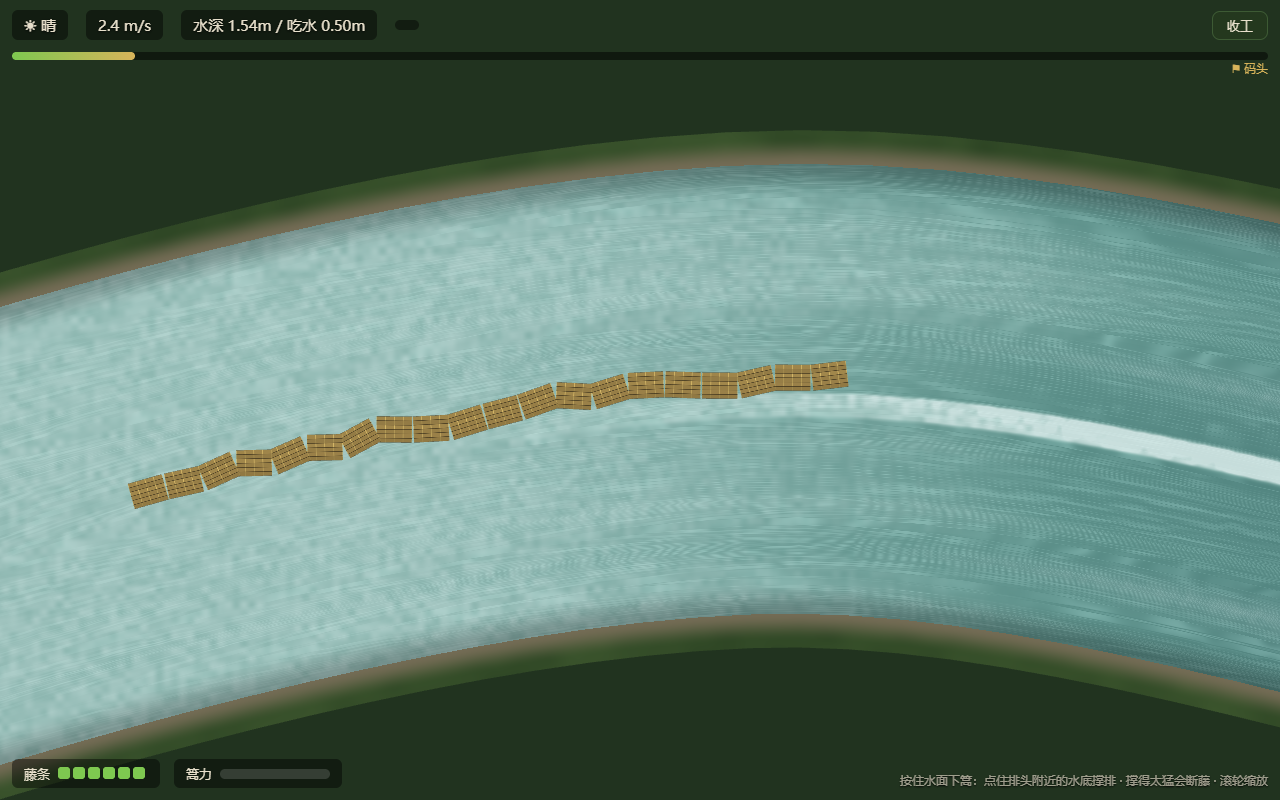 ☀ 晴
2.4 m/s
水深 1.54m / 吃水 0.50m
收工
⚑ 码头
藤条
篙力
按住水面下篙：点住排头附近的水底撑排 · 撑得太猛会断藤 · 滚轮缩放